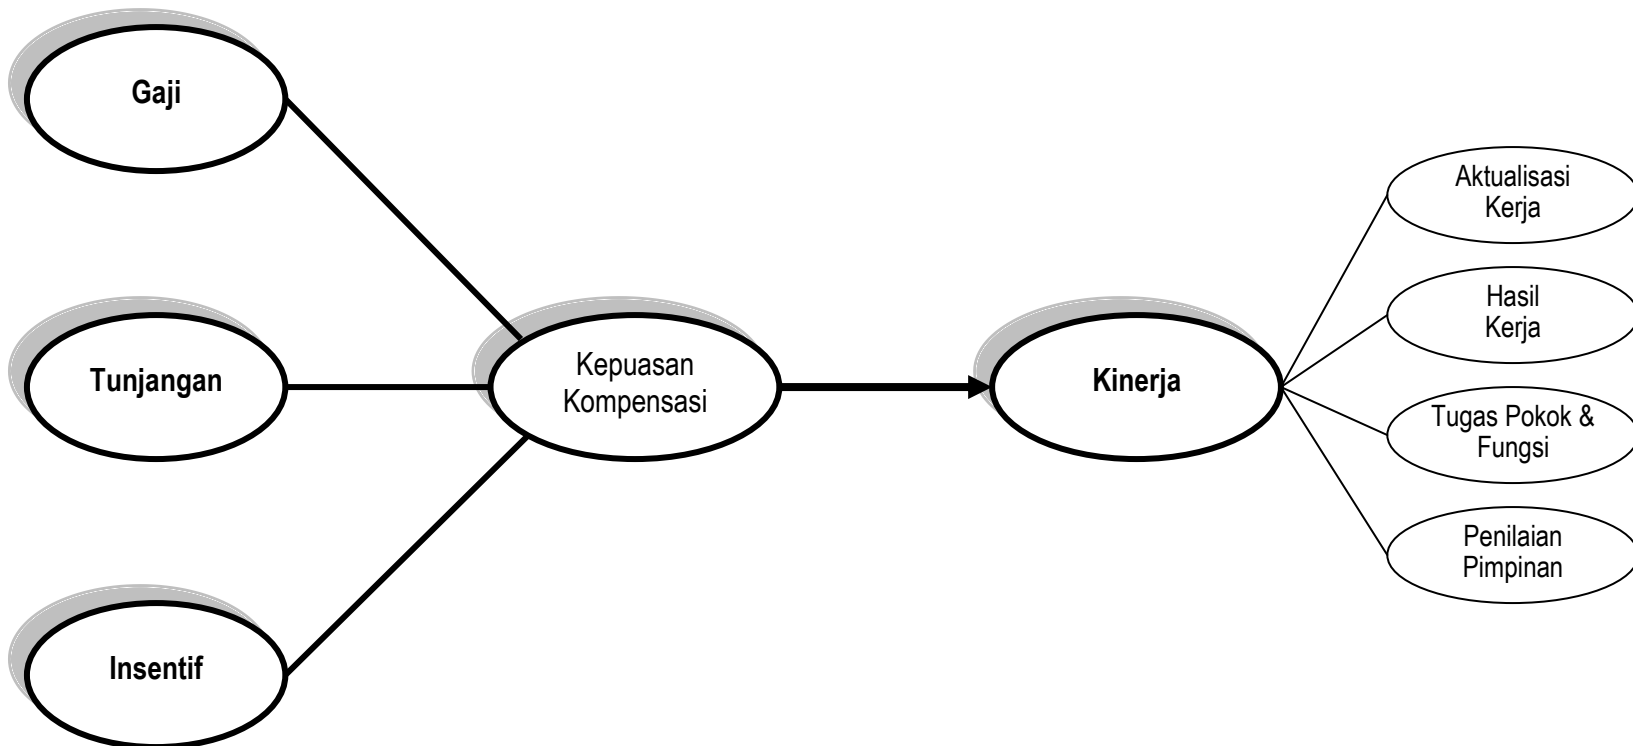 Gaji
Tunjangan
Insentif
Kepuasan
Kompensasi
Kinerja
Aktualisasi
Kerja
Hasil
Kerja
Tugas Pokok &
Fungsi
Penilaian
Pimpinan